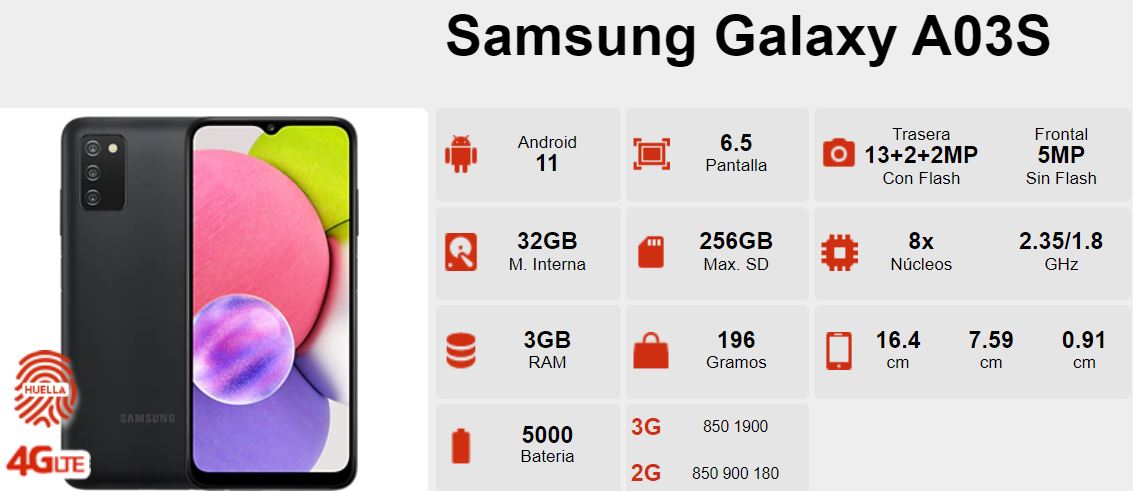 Samsung Galaxy A03S
Android
11
6.5
Pantalla
Trasera
13+2+2MP
Con Flash
Frontal
5MP
Sin Flash
32GB
M. Interna
256GB
Max. SD
8x
Núcleos
2.35/1.8
GHz
3GB
RAM
196
Gramos
16.4
cm
7.59
cm
0.91
cm
5000
Bateria
3G 850 1900
2G 850 900 180
HUELLA
4G LTE
SAMSUNG